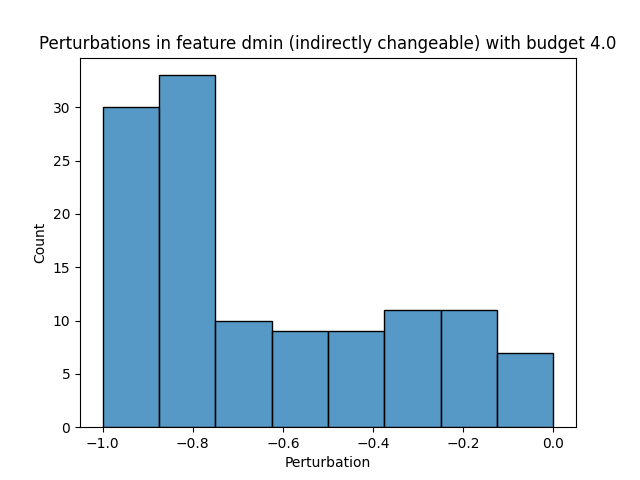 Perturbations in feature dmin (indirectly changeable) with budget 4.0
30
25
20
15
10
5
0
Count
−1.0 −0.8 −0.6 −0.4 −0.2 0.0
Perturbation